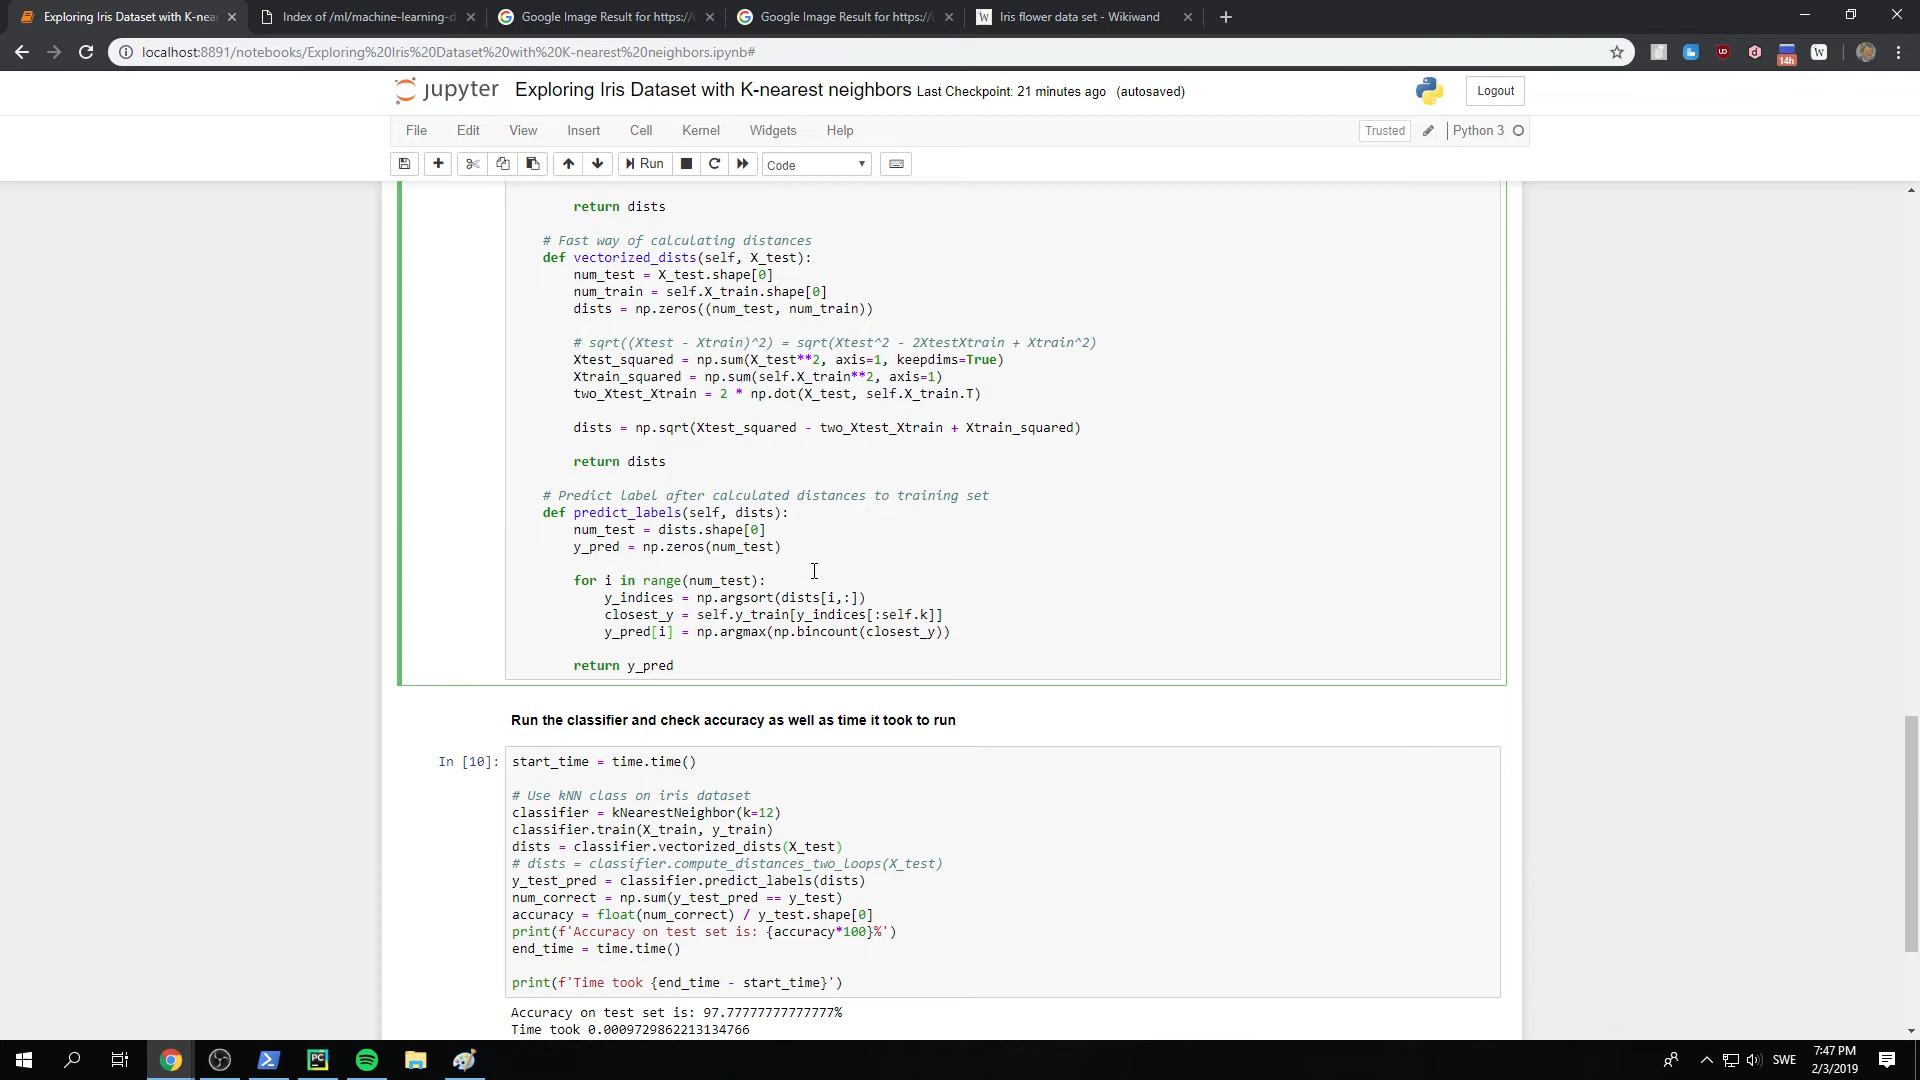 Exploring Iris Dataset with K-nea
Index of /ml/machine-learning-d
Google Image Result for https://
Google Image Result for https://
W Iris flower data set - Wikiwand
localhost:8891/notebooks/Exploring%20Iris%20Dataset%20with%20K-nearest%20neighbors.ipynb#
14h
W
jupyter Exploring Iris Dataset with K-nearest neighbors Last Checkpoint: 21 minutes ago (autosaved)
Logout
File Edit View Insert Cell Kernel Widgets Help
Trusted Python 3
Run Code
return dists
# Fast way of calculating distances
def vectorized_dists(self, X_test):
num_test = X_test.shape[0]
num_train = self.X_train.shape[0]
dists = np.zeros((num_test, num_train))
# sqrt((Xtest - Xtrain)^2) = sqrt(Xtest^2 - 2XtestXtrain + Xtrain^2)
Xtest_squared = np.sum(X_test**2, axis=1, keepdims=True)
Xtrain_squared = np.sum(self.X_train**2, axis=1)
two_Xtest_Xtrain = 2 * np.dot(X_test, self.X_train.T)
dists = np.sqrt(Xtest_squared - two_Xtest_Xtrain + Xtrain_squared)
return dists
# Predict label after calculated distances to training set
def predict_labels(self, dists):
num_test = dists.shape[0]
y_pred = np.zeros(num_test)
for i in range(num_test):
y_indices = np.argsort(dists[i,:])
closest_y = self.y_train[y_indices[:self.k]]
y_pred[i] = np.argmax(np.bincount(closest_y))
return y_pred
Run the classifier and check accuracy as well as time it took to run
In [10]: start_time = time.time()
# Use kNN class on iris dataset
classifier = kNearestNeighbor(k=12)
classifier.train(X_train, y_train)
dists = classifier.vectorized_dists(X_test)
# dists = classifier.compute_distances_two_loops(X_test)
y_test_pred = classifier.predict_labels(dists)
num_correct = np.sum(y_test_pred == y_test)
accuracy = float(num_correct) / y_test.shape[0]
print(f'Accuracy on test set is: {accuracy*100}%')
end_time = time.time()
print(f'Time took {end_time - start_time}')
Accuracy on test set is: 97.77777777777777%
Time took 0.0009729862213134766
PC
SWE
7:47 PM
2/3/2019